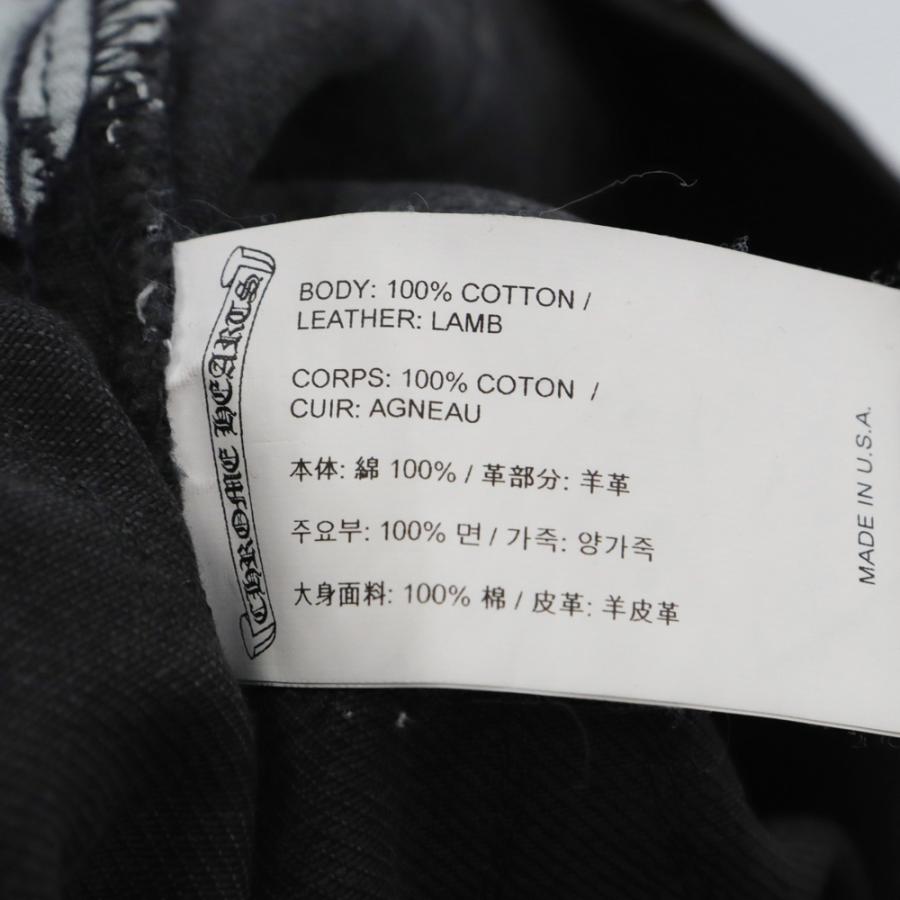 CHROME HEARTS
BODY: 100% COTTON /
LEATHER: LAMB
CORPS: 100% COTON /
CUIR: AGNEAU
本体: 綿 100% / 革部分: 羊革
주요부: 100% 면 / 가죽: 양가죽
大身面料: 100% 棉 / 皮革: 羊皮革
MADE IN U.S.A.